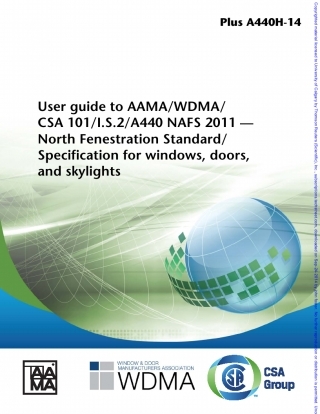 Plus A440H-14
User guide to AAMA/WDMA/
CSA 101/I.S.2/A440 NAFS 2011 —
North Fenestration Standard/
Specification for windows, doors,
and skylights
AAMA
WINDOW & DOOR
MANUFACTURERS ASSOCIATION
WDMA
CSA
Group